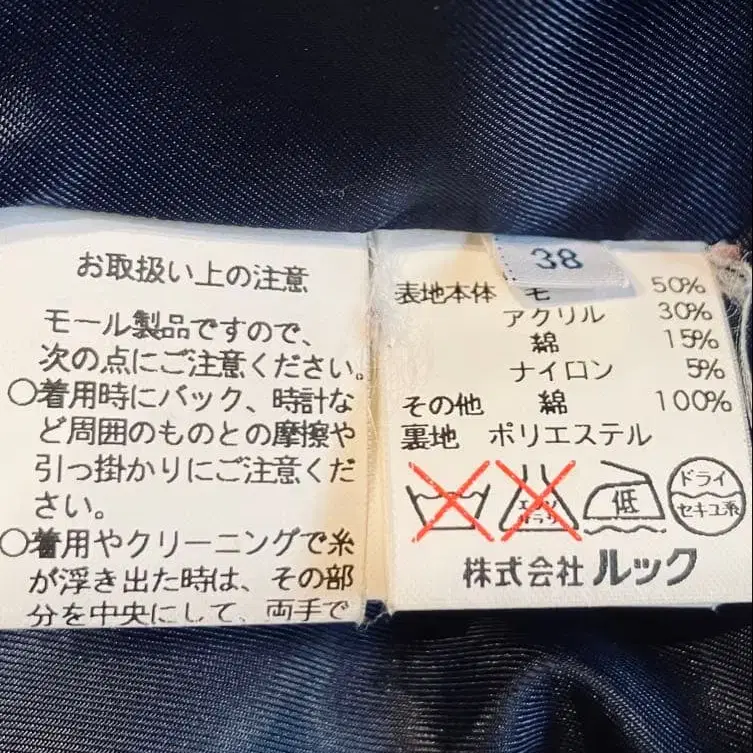 お取扱い上の注意
モール製品ですので、
次の点にご注意ください。
○着用時にバック、時計な
ど周囲のものとの摩擦や
引っ掛かりにご注意くだ
さい。
○着用やクリーニングで糸
が浮き出た時は、その部
分を中央にして、両手で
38
表地本体 毛 50%
アクリル 30%
綿 15%
ナイロン 5%
その他 綿 100%
裏地 ポリエステル
エンソ
サラシ
低
ドライ
セキユ系
株式会社 ルック